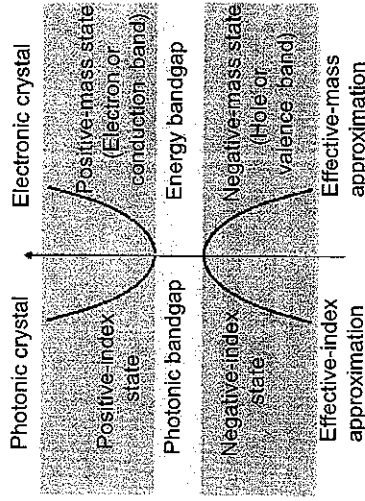 Photonic crystal
Electronic crystal
Positive-index
state
Positive-mass state
(Electron or
conduction band)
Photonic bandgap
Energy bandgap
Negative-index
state
Negative-mass state
(Hole or
valence band)
Effective-index
approximation
Effective-mass
approximation